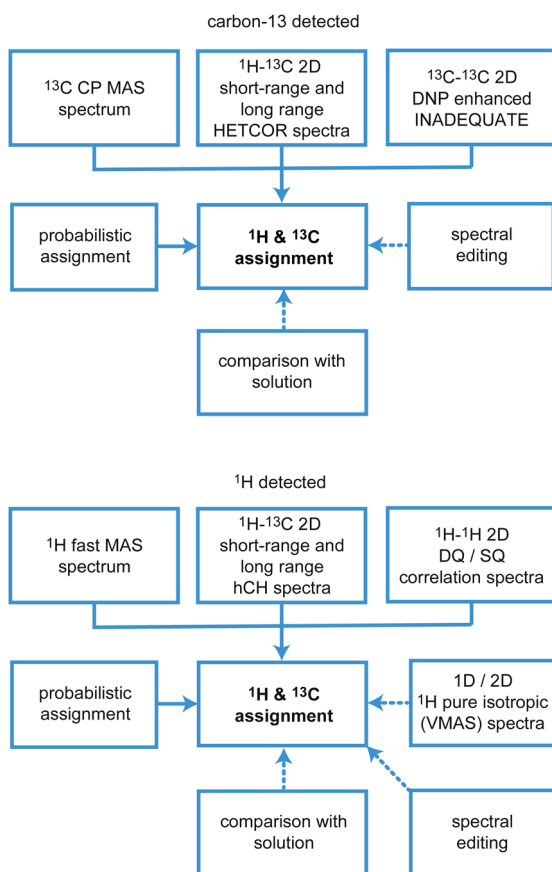 carbon-13 detected
¹³C CP MAS
spectrum
¹H-¹³C 2D
short-range and
long range
HETCOR spectra
¹³C-¹³C 2D
DNP enhanced
INADEQUATE
probabilistic
assignment
¹H & ¹³C
assignment
spectral
editing
comparison with
solution
¹H detected
¹H fast MAS
spectrum
¹H-¹³C 2D
short-range and
long range
hCH spectra
¹H-¹H 2D
DQ / SQ
correlation spectra
probabilistic
assignment
¹H & ¹³C
assignment
1D / 2D
¹H pure isotropic
(VMAS) spectra
comparison with
solution
spectral
editing